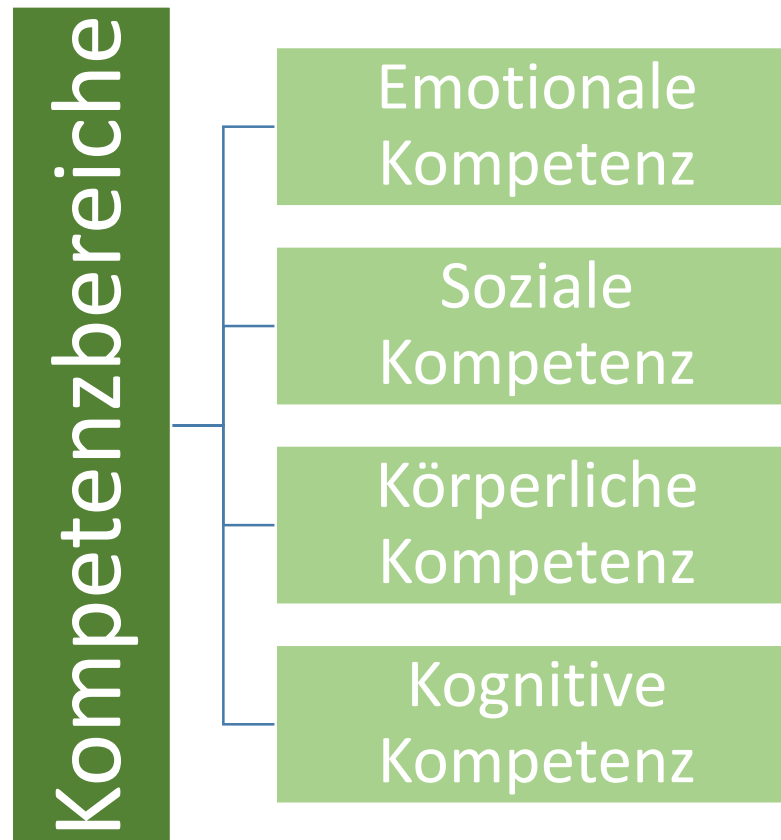 Kompetenzbereiche
Emotionale
Kompetenz
Soziale
Kompetenz
Körperliche
Kompetenz
Kognitive
Kompetenz